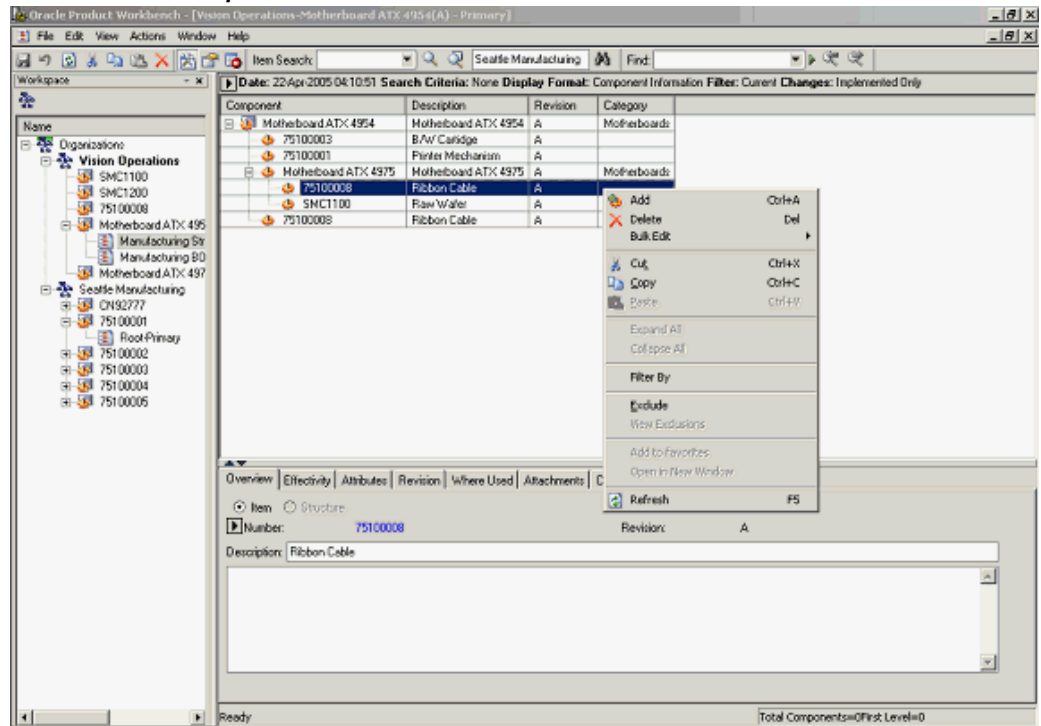 Oracle Product Workbench - [Vision Operations-Motherboard ATX 4954(A) - Primary]
File Edit View Actions Window Help
Item Search: Seattle Manufacturing Find:
Workspace
Date: 22-Apr-2005 04:10:51 Search Criteria: None Display Format: Component Information Filter: Current Changes: Implemented Only
Name
Organizations
Vision Operations
SMC1100
SMC1200
75100008
Motherboard ATX 495
Manufacturing Str
Manufacturing BO
Motherboard ATX 497
Seattle Manufacturing
CN92777
75100001
Root-Primary
75100002
75100003
75100004
75100005
Component Description Revision Category
Motherboard ATX 4954 Motherboard ATX 4954 A Motherboards
75100003 B/W Cartidge A
75100001 Printer Mechanism A
Motherboard ATX 4975 Motherboard ATX 4975 A Motherboards
75100008 Ribbon Cable A
SMC1100 Raw Wafer A
75100008 Ribbon Cable A
Add Ctrl+A
Delete Del
Bulk Edit
Cut Ctrl+X
Copy Ctrl+C
Paste Ctrl+V
Expand All
Collapse All
Filter By
Exclude
View Exclusions
Add to Favorites
Open in New Window
Refresh F5
Overview Effectivity Attributes Revision Where Used Attachments C
Item Structure
Number: 75100008 Revision: A
Description: Ribbon Cable
Ready Total Components=0First Level=0